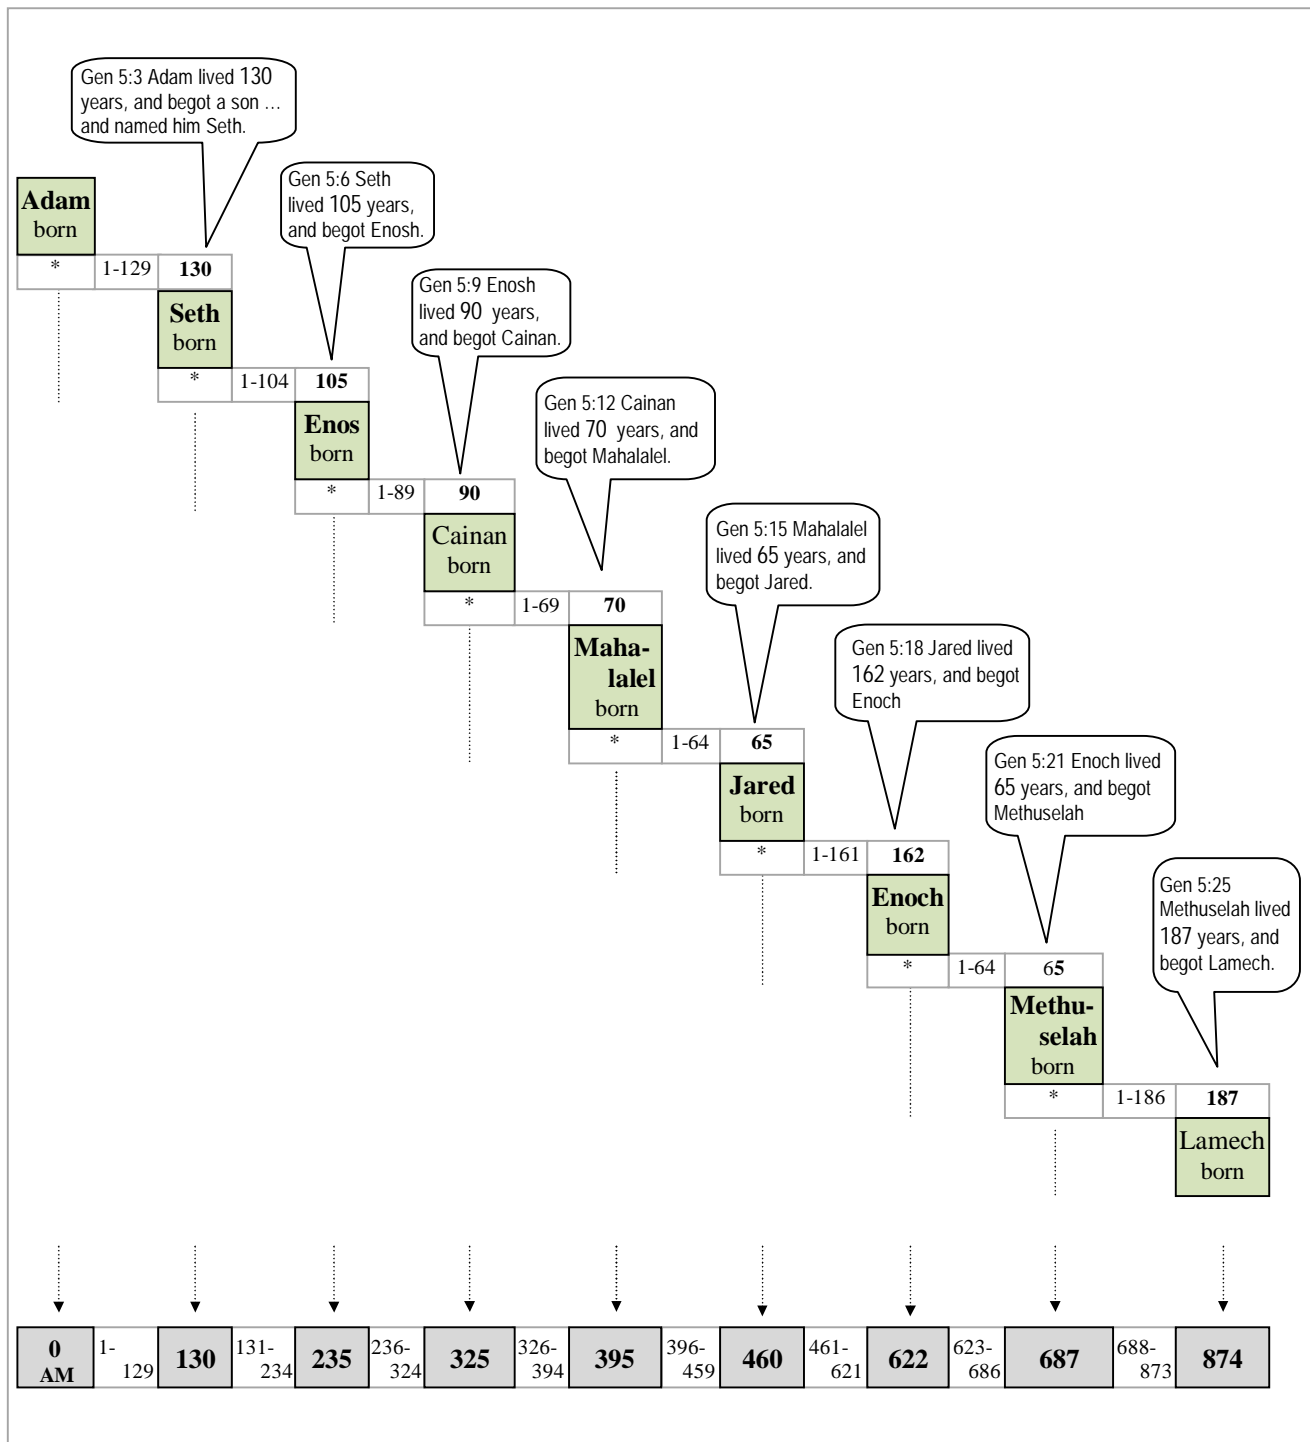 Gen 5:3 Adam lived 130
years, and begot a son …
and named him Seth.
Adam
born
Gen 5:6 Seth
lived 105 years,
and begot Enosh.
* 1-129 130
Seth
born
Gen 5:9 Enosh
lived 90 years,
and begot Cainan.
* 1-104 105
Enos
born
Gen 5:12 Cainan
lived 70 years, and
begot Mahalalel.
* 1-89 90
Cainan
born
Gen 5:15 Mahalalel
lived 65 years, and
begot Jared.
* 1-69 70
Maha-
lalel
born
Gen 5:18 Jared lived
162 years, and begot
Enoch
* 1-64 65
Jared
born
Gen 5:21 Enoch lived
65 years, and begot
Methuselah
* 1-161 162
Enoch
born
Gen 5:25
Methuselah lived
187 years, and
begot Lamech.
* 1-64 65
Methu-
selah
born
* 1-186 187
Lamech
born
0
AM
1-
129
130
131-
234
235
236-
324
325
326-
394
395
396-
459
460
461-
621
622
623-
686
687
688-
873
874